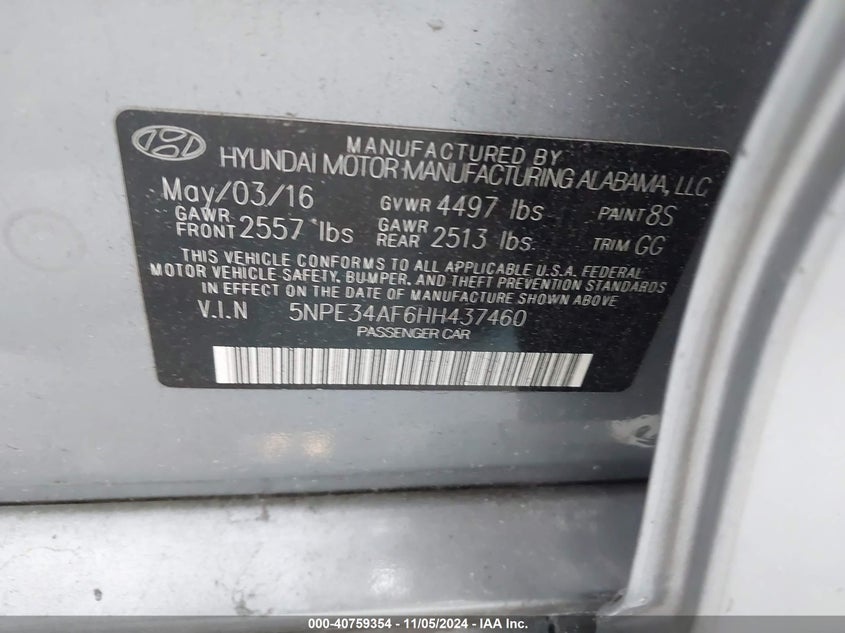 MANUFACTURED BY
HYUNDAI MOTOR MANUFACTURING ALABAMA, LLC
May/03/16 GVWR 4497 lbs PAINT 8S
GAWR FRONT 2557 lbs GAWR REAR 2513 lbs TRIM GG
THIS VEHICLE CONFORMS TO ALL APPLICABLE U.S.A. FEDERAL
MOTOR VEHICLE SAFETY, BUMPER, AND THEFT PREVENTION STANDARDS
IN EFFECT ON THE DATE OF MANUFACTURE SHOWN ABOVE
V.I.N 5NPE34AF6HH437460
PASSENGER CAR
000-40759354 - 11/05/2024 - IAA Inc.